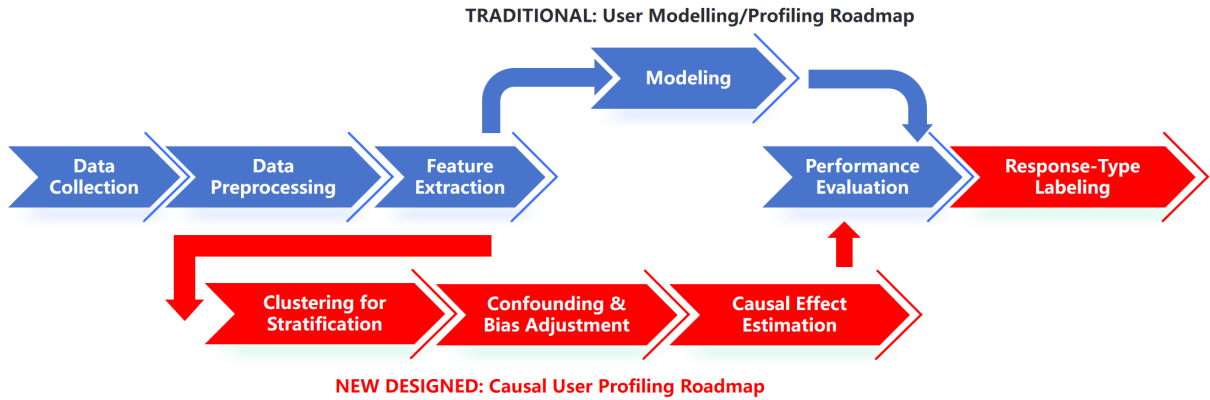 TRADITIONAL: User Modelling/Profiling Roadmap
Modeling
Data
Collection
Data
Preprocessing
Feature
Extraction
Performance
Evaluation
Response-Type
Labeling
Clustering for
Stratification
Confounding &
Bias Adjustment
Causal Effect
Estimation
NEW DESIGNED: Causal User Profiling Roadmap